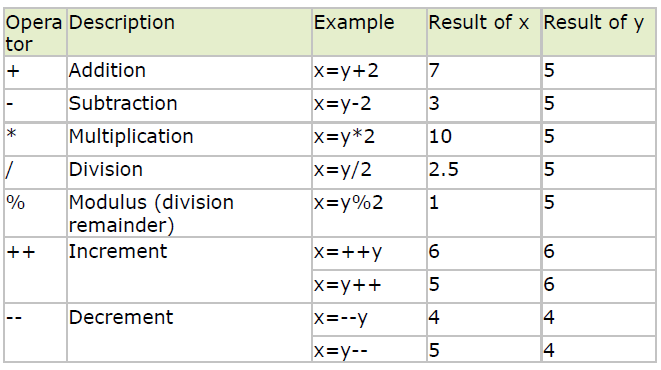 Opera Description Example Result of x Result of y
tor
+ Addition x=y+2 7 5
- Subtraction x=y-2 3 5
* Multiplication x=y*2 10 5
/ Division x=y/2 2.5 5
% Modulus (division x=y%2 1 5
remainder)
++ Increment x=++y 6 6
x=y++ 5 6
-- Decrement x=--y 4 4
x=y-- 5 4